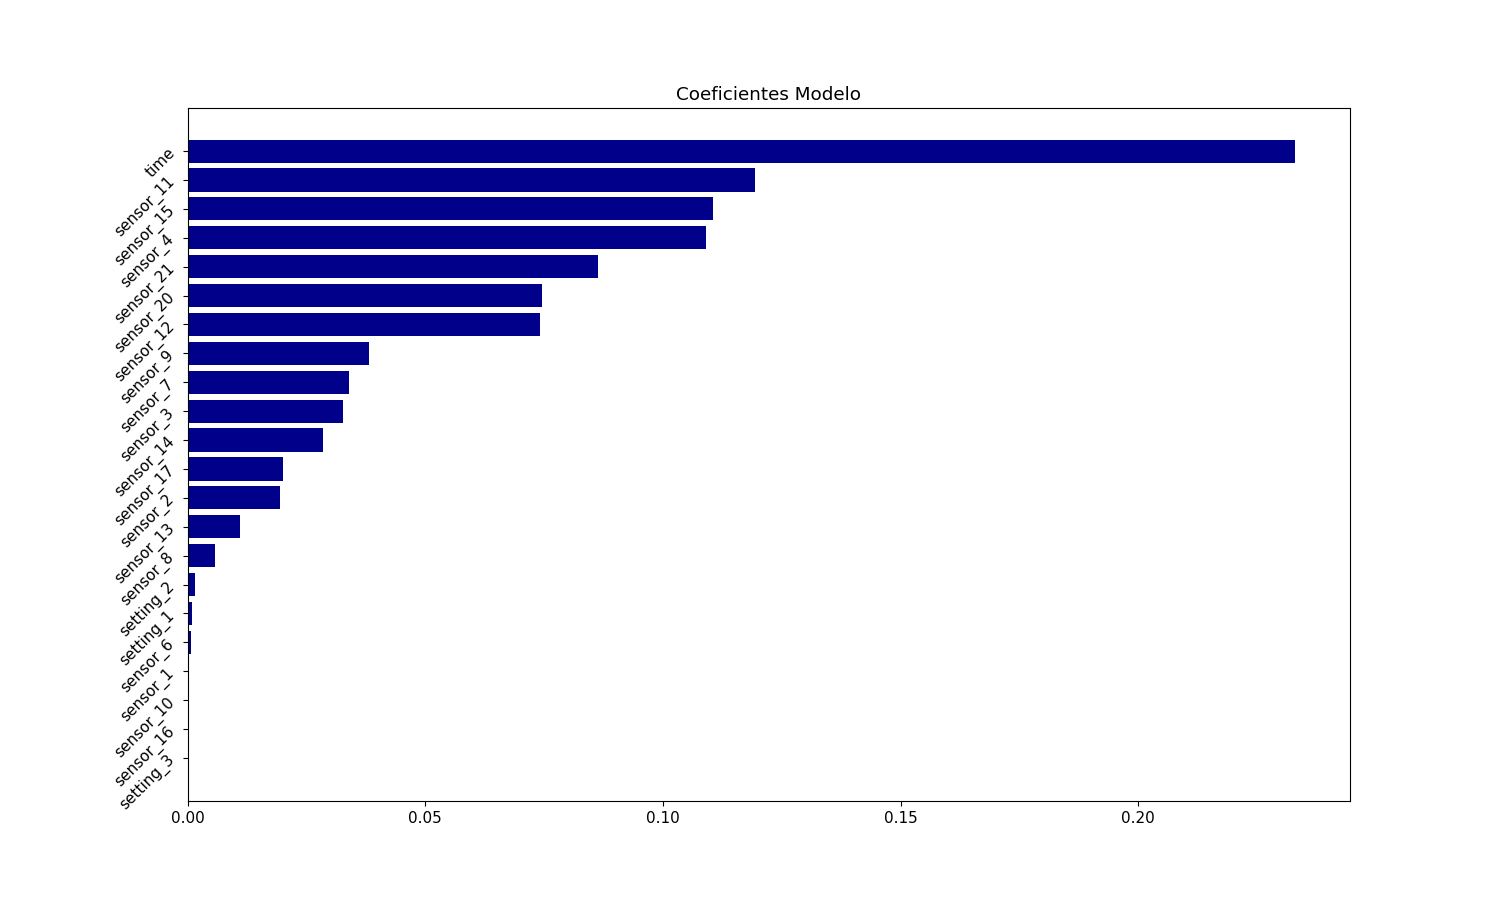 Coeficientes Modelo
time
sensor_11
sensor_15
sensor_4
sensor_21
sensor_20
sensor_12
sensor_9
sensor_7
sensor_3
sensor_14
sensor_17
sensor_2
sensor_13
sensor_8
setting_2
setting_1
sensor_6
sensor_1
sensor_10
sensor_16
setting_3
0.00 0.05 0.10 0.15 0.20